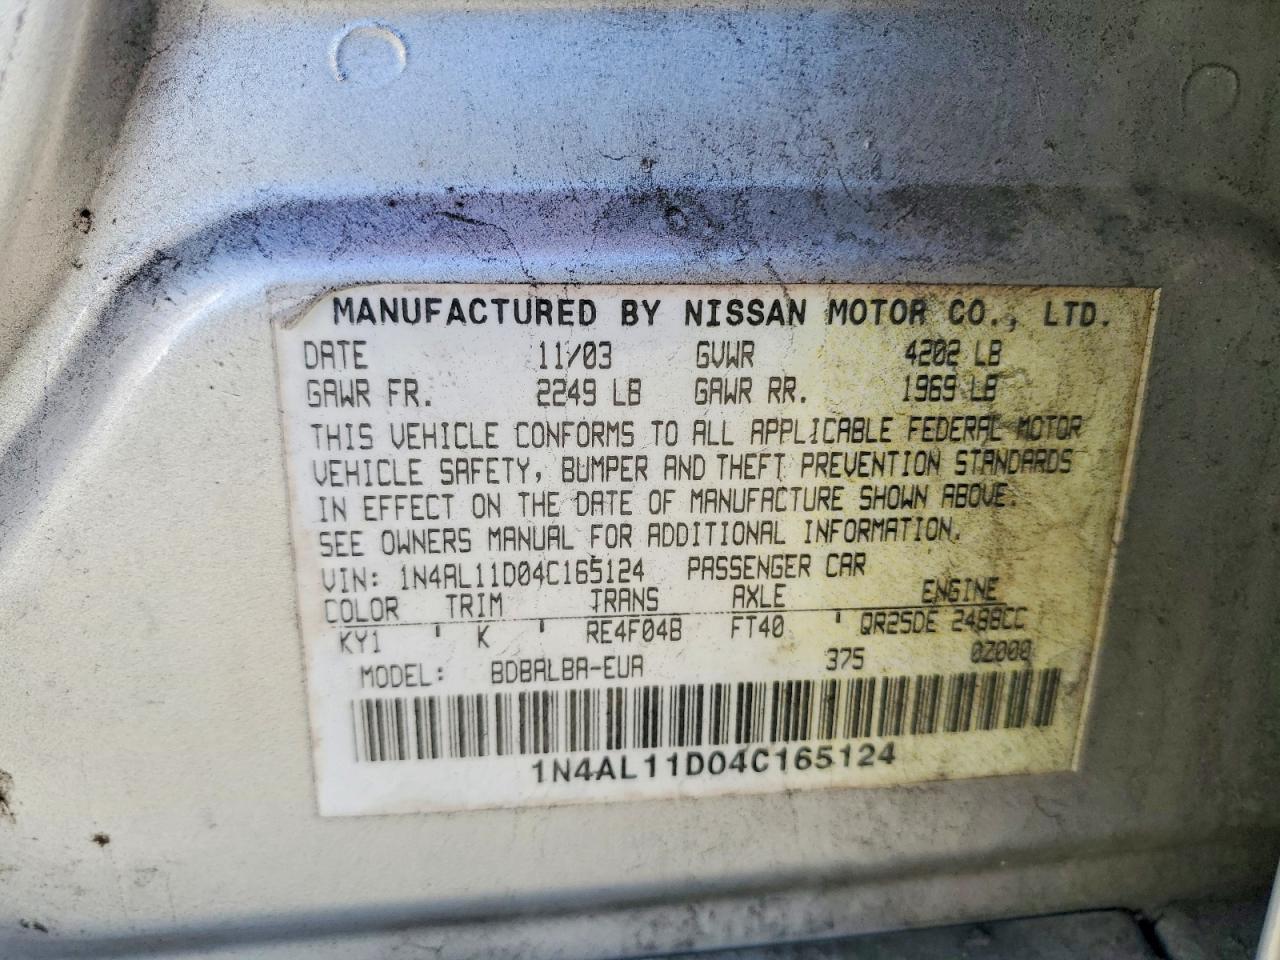 MANUFACTURED BY NISSAN MOTOR CO., LTD.
DATE 11/03 GVWR 4202 LB
GAWR FR. 2249 LB GAWR RR. 1969 LB
THIS VEHICLE CONFORMS TO ALL APPLICABLE FEDERAL MOTOR
VEHICLE SAFETY, BUMPER AND THEFT PREVENTION STANDARDS
IN EFFECT ON THE DATE OF MANUFACTURE SHOWN ABOVE.
SEE OWNERS MANUAL FOR ADDITIONAL INFORMATION.
VIN: 1N4AL11D04C165124 PASSENGER CAR
COLOR TRIM TRANS AXLE ENGINE
KY1 ' K ' RE4F04B FT40 ' QR25DE 2488CC
MODEL: BDBALBA-EUA 375 0Z000
1N4AL11D04C165124